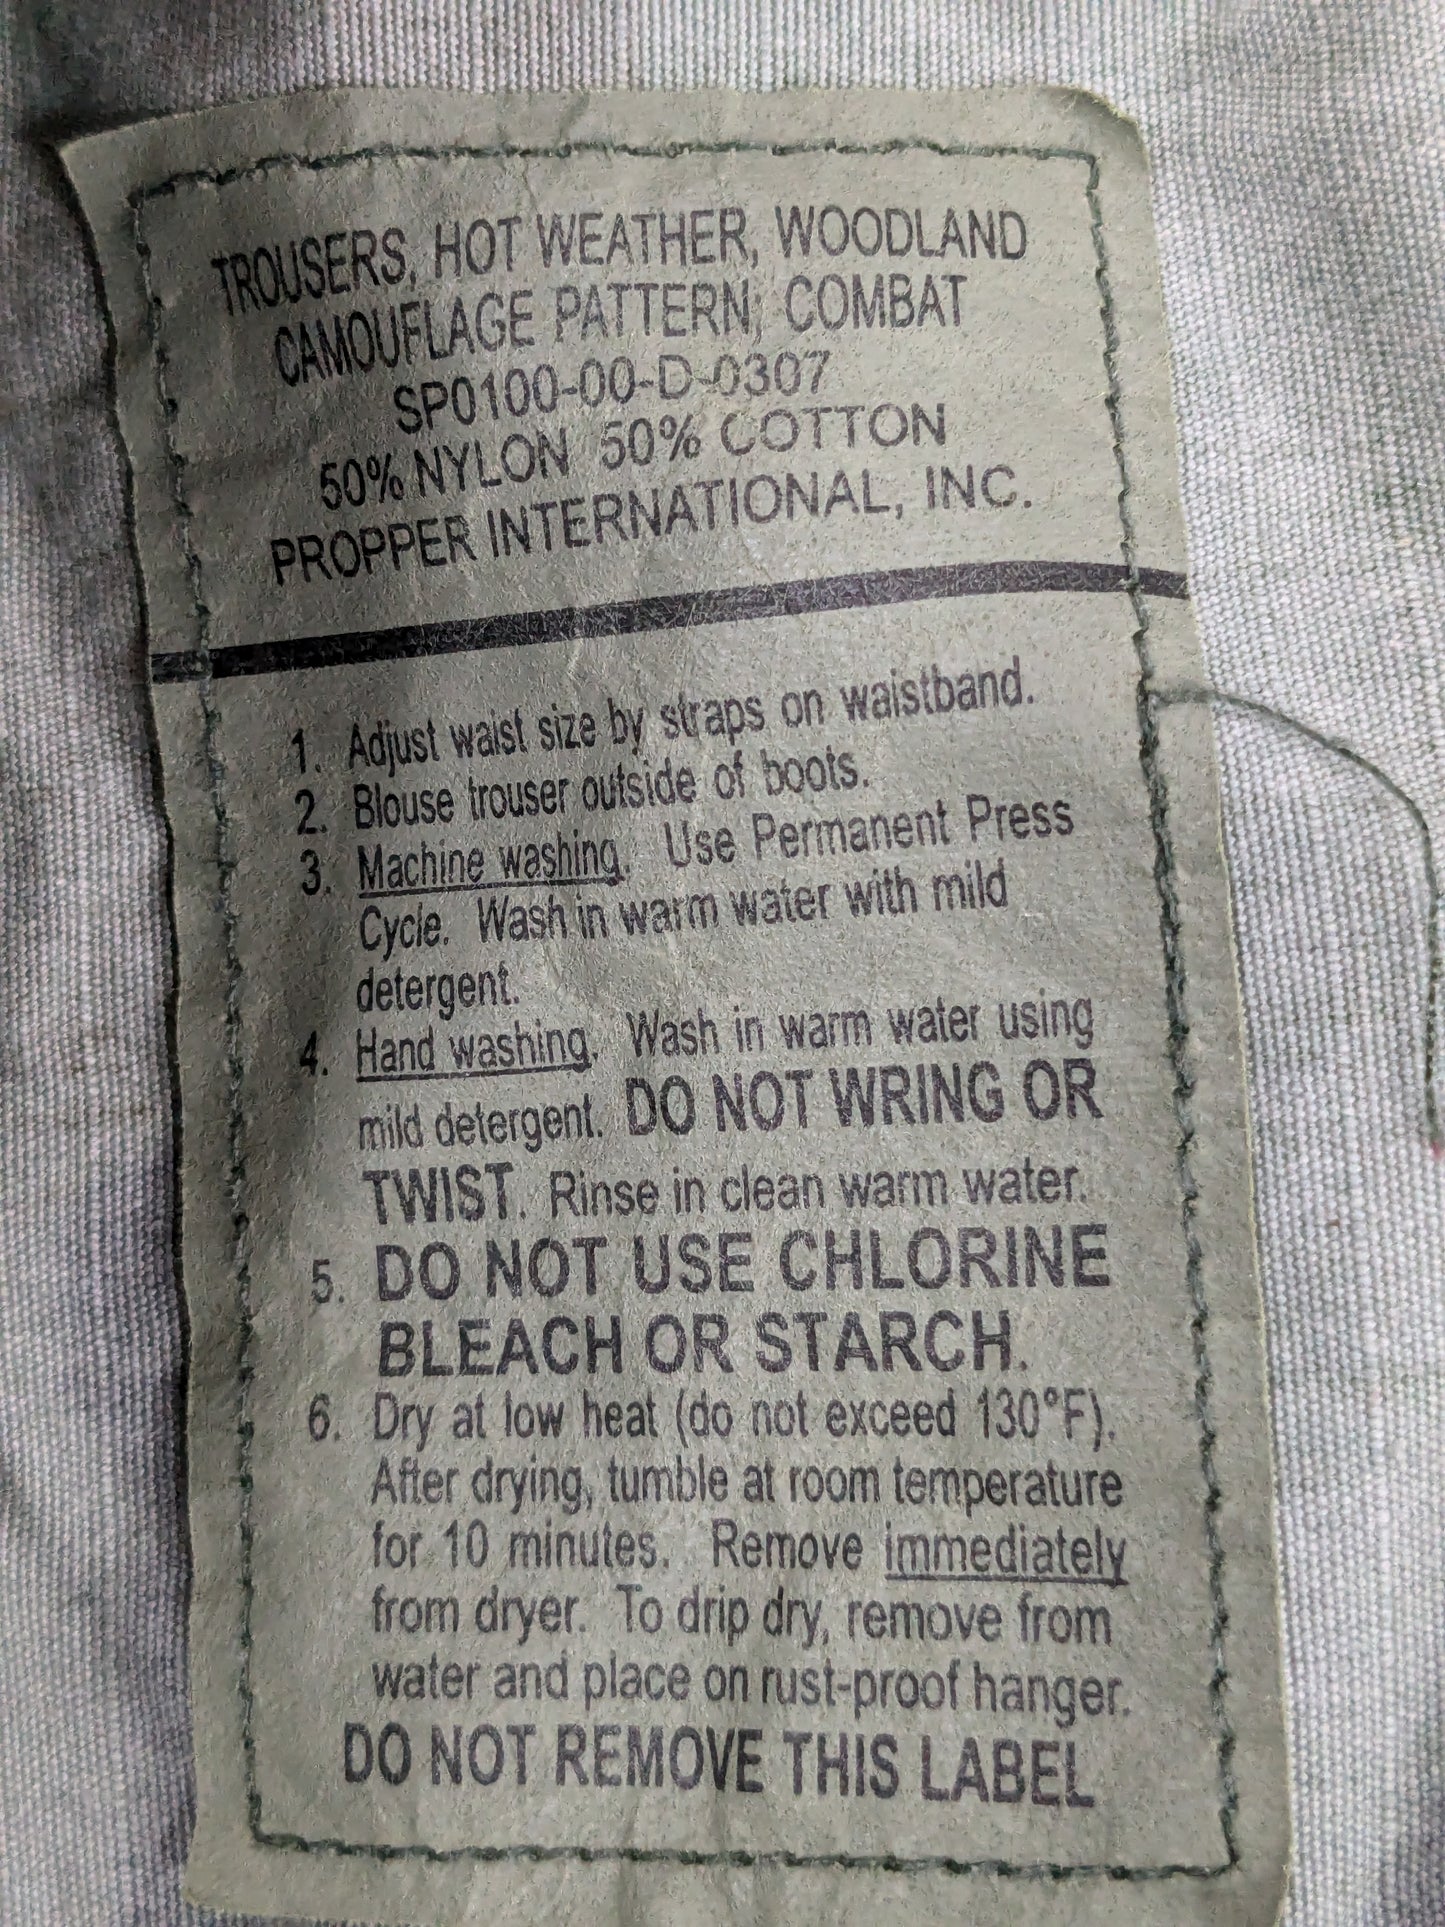 TROUSERS, HOT WEATHER, WOODLAND
CAMOUFLAGE PATTERN, COMBAT
SP0100-00-D-0307
50% NYLON 50% COTTON
PROPPER INTERNATIONAL, INC.
1. Adjust waist size by straps on waistband.
2. Blouse trouser outside of boots.
3. Machine washing. Use Permanent Press
Cycle. Wash in warm water with mild
detergent.
4. Hand washing. Wash in warm water using
mild detergent. DO NOT WRING OR
TWIST. Rinse in clean warm water.
5. DO NOT USE CHLORINE
BLEACH OR STARCH.
6. Dry at low heat (do not exceed 130°F).
After drying, tumble at room temperature
for 10 minutes. Remove immediately
from dryer. To drip dry, remove from
water and place on rust-proof hanger.
DO NOT REMOVE THIS LABEL